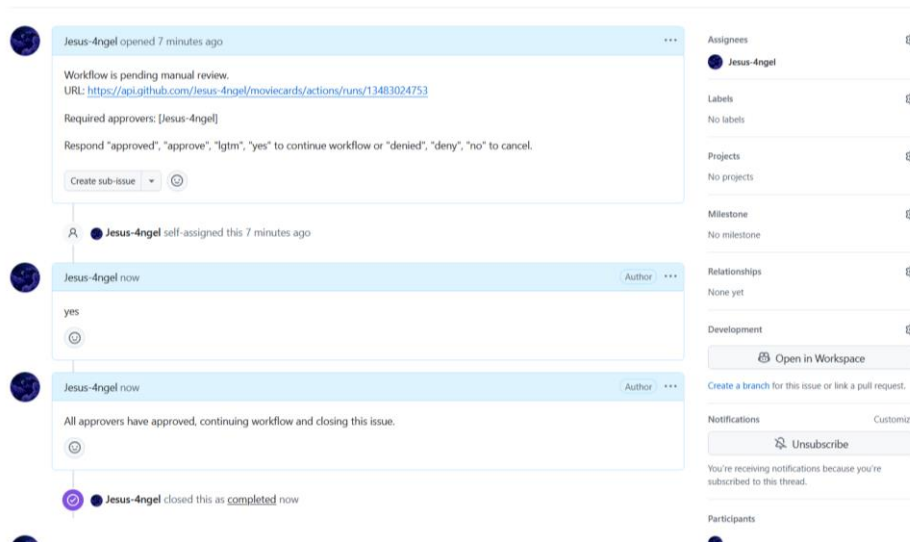 Jesus-4ngel opened 7 minutes ago
Workflow is pending manual review.
URL: https://api.github.com/Jesus-4ngel/moviecards/actions/runs/13483024753
Required approvers: [Jesus-4ngel]
Respond "approved", "approve", "lgtm", "yes" to continue workflow or "denied", "deny", "no" to cancel.
Create sub-issue
Jesus-4ngel self-assigned this 7 minutes ago
Jesus-4ngel now
Author
yes
Jesus-4ngel now
Author
All approvers have approved, continuing workflow and closing this issue.
Jesus-4ngel closed this as completed now
Assignees
Jesus-4ngel
Labels
No labels
Projects
No projects
Milestone
No milestone
Relationships
None yet
Development
Open in Workspace
Create a branch for this issue or link a pull request.
Notifications
Customiz
Unsubscribe
You're receiving notifications because you're
subscribed to this thread.
Participants